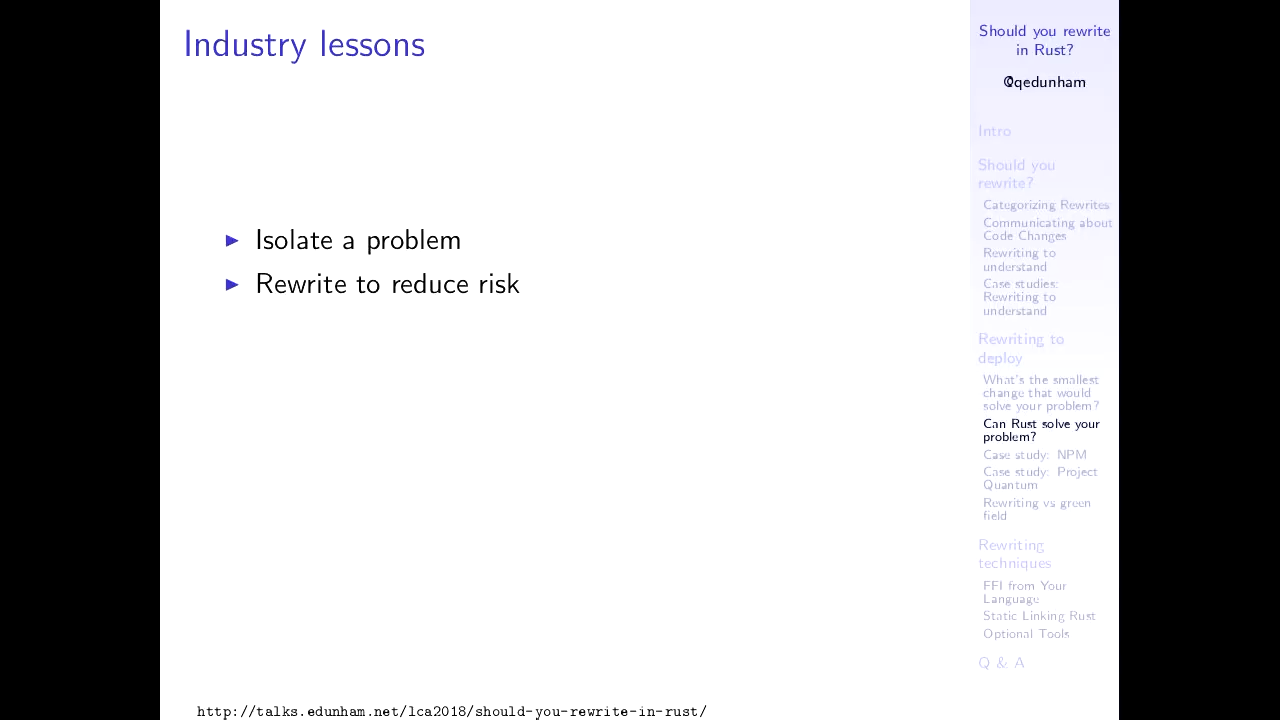 Industry lessons
Isolate a problem
Rewrite to reduce risk
http://talks.edunham.net/lca2018/should-you-rewrite-in-rust/
Should you rewrite
in Rust?
@qedunham
Intro
Should you
rewrite?
Categorizing Rewrites
Communicating about
Code Changes
Rewriting to
understand
Case studies:
Rewriting to
understand
Rewriting to
deploy
What's the smallest
change that would
solve your problem?
Can Rust solve your
problem?
Case study: NPM
Case study: Project
Quantum
Rewriting vs green
field
Rewriting
techniques
FFI from Your
Language
Static Linking Rust
Optional Tools
Q & A